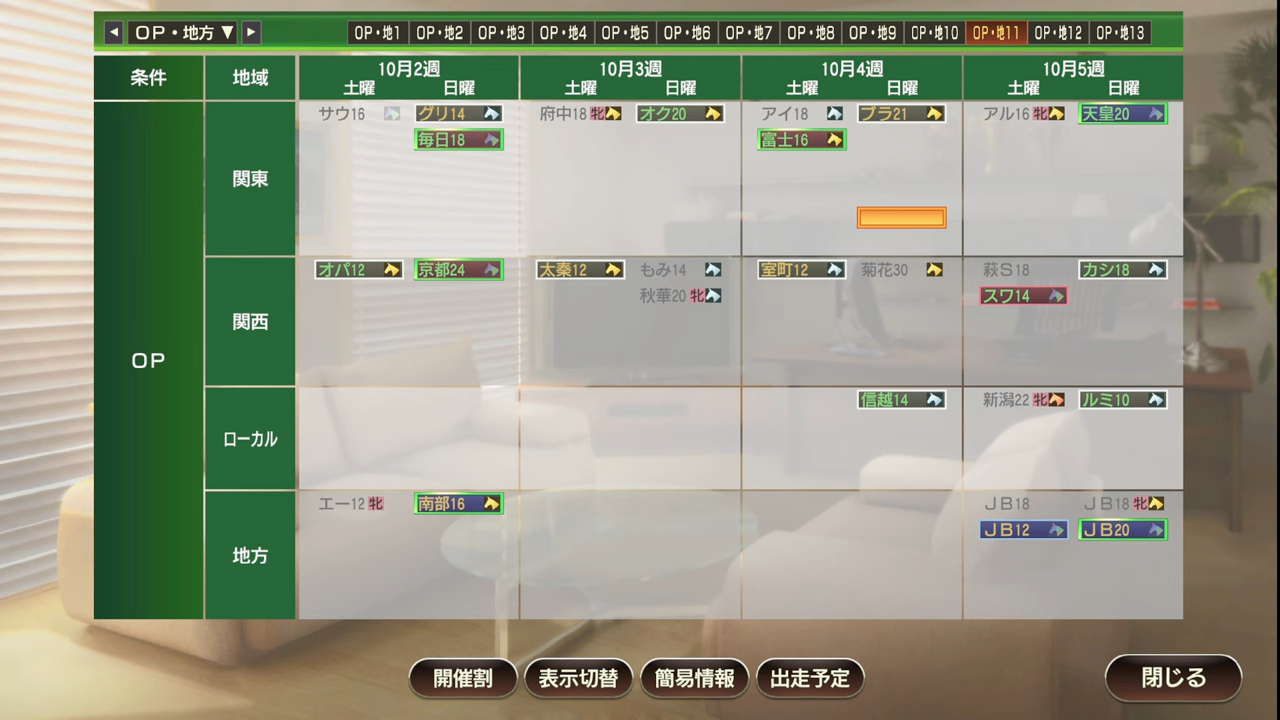 ◀ OP・地方▼ ▶ OP・地1 OP・地2 OP・地3 OP・地4 OP・地5 OP・地6 OP・地7 OP・地8 OP・地9 OP・地10 OP・地11 OP・地12 OP・地13
条件 地域 10月2週 10月3週 10月4週 10月5週
土曜 日曜 土曜 日曜 土曜 日曜 土曜 日曜
サウ16 グリ14 府中18 牝 オク20 アイ18 ブラ21 アル16 牝 天皇20
毎日18 富士16
関東
オパ12 京都24 太秦12 もみ14 室町12 菊花30 萩S18 カシ18
秋華20 牝 スワ14
関西
OP
信越14 新潟22 牝 ルミ10
ローカル
エー12 牝 南部16 JB18 JB18 牝
JB12 JB20
地方
開催割 表示切替 簡易情報 出走予定 閉じる